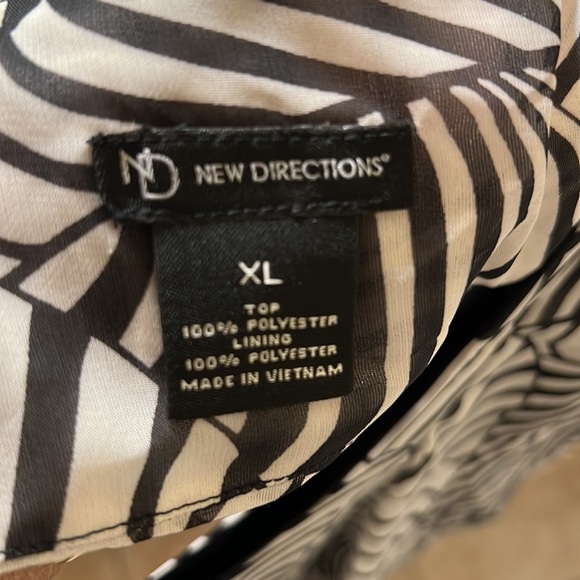 ND NEW DIRECTIONS®
XL
TOP
100% POLYESTER
LINING
100% POLYESTER
MADE IN VIETNAM